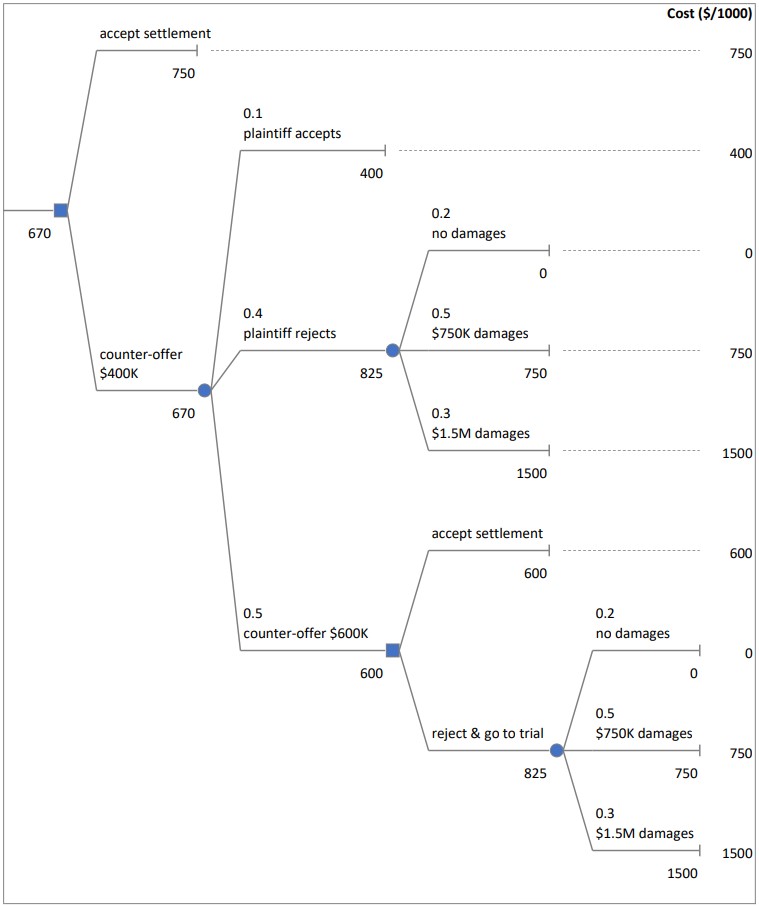 Cost ($/1000)
accept settlement
750
750
0.1
plaintiff accepts
400
400
0.2
no damages
0
0
670
0.4
plaintiff rejects
825
0.5
$750K damages
750
750
counter-offer
$400K
670
0.3
$1.5M damages
1500
1500
accept settlement
600
600
0.5
counter-offer $600K
600
0.2
no damages
0
0
reject & go to trial
825
0.5
$750K damages
750
750
0.3
$1.5M damages
1500
1500